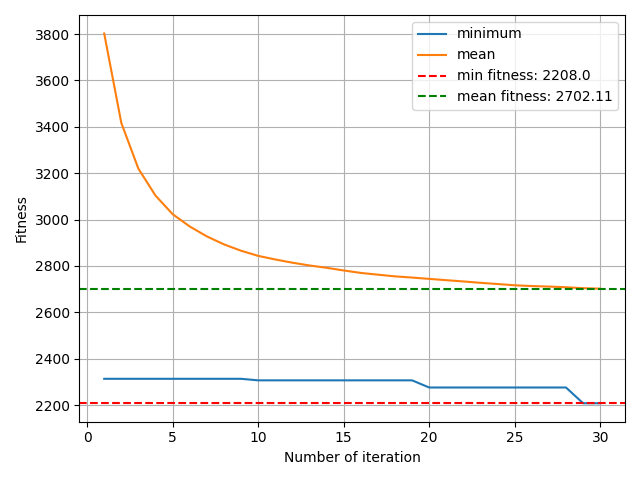 minimum
mean
min fitness: 2208.0
mean fitness: 2702.11
3800
3600
3400
3200
3000
2800
2600
2400
2200
Fitness
0 5 10 15 20 25 30
Number of iteration